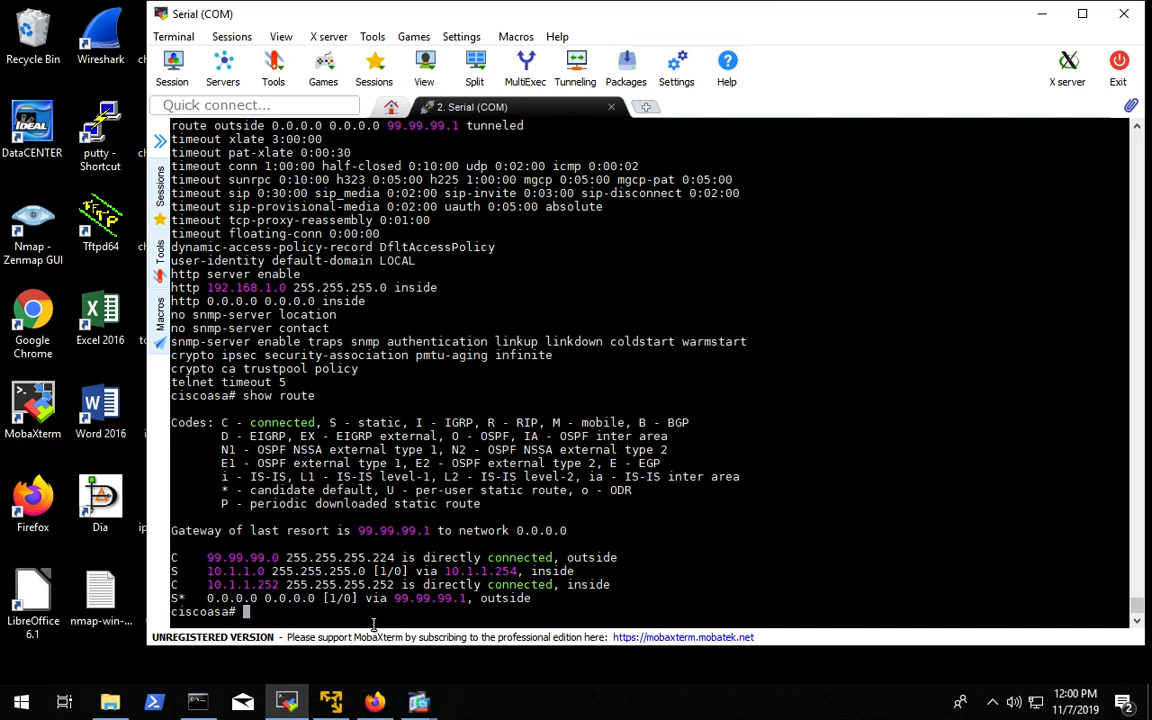 Serial (COM)
Terminal Sessions View X server Tools Games Settings Macros Help
Session Servers Tools Games Sessions View Split MultiExec Tunneling Packages Settings Help X server Exit
Quick connect...
2. Serial (COM)
Sessions
Tools
Macros
route outside 0.0.0.0 0.0.0.0 99.99.99.1 tunneled
timeout xlate 3:00:00
timeout pat-xlate 0:00:30
timeout conn 1:00:00 half-closed 0:10:00 udp 0:02:00 icmp 0:00:02
timeout sunrpc 0:10:00 h323 0:05:00 h225 1:00:00 mgcp 0:05:00 mgcp-pat 0:05:00
timeout sip 0:30:00 sip_media 0:02:00 sip-invite 0:03:00 sip-disconnect 0:02:00
timeout sip-provisional-media 0:02:00 uauth 0:05:00 absolute
timeout tcp-proxy-reassembly 0:01:00
timeout floating-conn 0:00:00
dynamic-access-policy-record DfltAccessPolicy
user-identity default-domain LOCAL
http server enable
http 192.168.1.0 255.255.255.0 inside
http 0.0.0.0 0.0.0.0 inside
no snmp-server location
no snmp-server contact
snmp-server enable traps snmp authentication linkup linkdown coldstart warmstart
crypto ipsec security-association pmtu-aging infinite
crypto ca trustpool policy
telnet timeout 5
ciscoasa# show route
Codes: C - connected, S - static, I - IGRP, R - RIP, M - mobile, B - BGP
D - EIGRP, EX - EIGRP external, O - OSPF, IA - OSPF inter area
N1 - OSPF NSSA external type 1, N2 - OSPF NSSA external type 2
E1 - OSPF external type 1, E2 - OSPF external type 2, E - EGP
i - IS-IS, L1 - IS-IS level-1, L2 - IS-IS level-2, ia - IS-IS inter area
* - candidate default, U - per-user static route, o - ODR
P - periodic downloaded static route
Gateway of last resort is 99.99.99.1 to network 0.0.0.0
C 99.99.99.0 255.255.255.224 is directly connected, outside
S 10.1.1.0 255.255.255.0 [1/0] via 10.1.1.254, inside
C 10.1.1.252 255.255.255.252 is directly connected, inside
S* 0.0.0.0 0.0.0.0 [1/0] via 99.99.99.1, outside
ciscoasa#
UNREGISTERED VERSION - Please support MobaXterm by subscribing to the professional edition here: https://mobaxterm.mobatek.net
Recycle Bin
Wireshark
IDEAL
DataCENTER
putty -
Shortcut
Nmap -
Zenmap GUI
Tftpd64
Google
Chrome
Excel 2016
MobaXterm
Word 2016
Firefox
Dia
LibreOffice
6.1
nmap-win-...
12:00 PM
11/7/2019
2